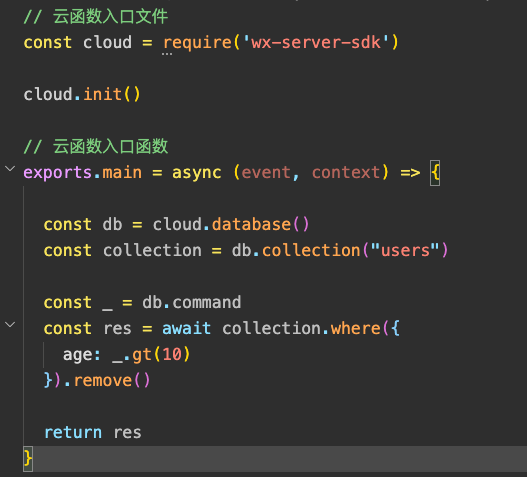 // 云函数入口文件
const cloud = require('wx-server-sdk')
cloud.init()
// 云函数入口函数
exports.main = async (event, context) => {
const db = cloud.database()
const collection = db.collection("users")
const _ = db.command
const res = await collection.where({
age: _.gt(10)
}).remove()
return res
}